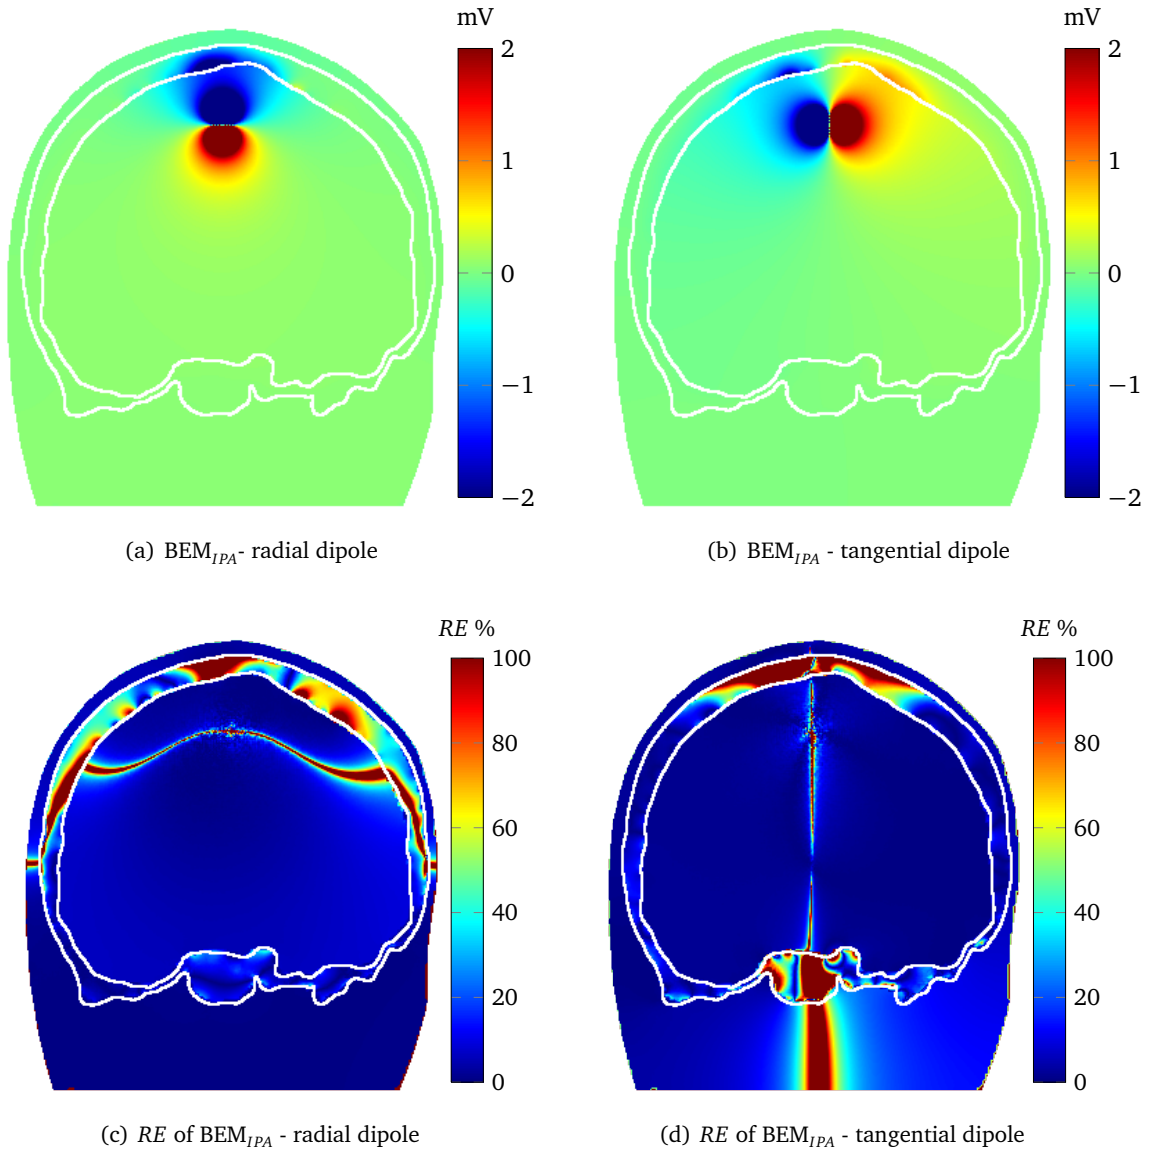 mV
2
1
0
−1
−2
(a) BEM_IPA- radial dipole
mV
2
1
0
−1
−2
(b) BEM_IPA - tangential dipole
RE %
100
80
60
40
20
0
(c) RE of BEM_IPA - radial dipole
RE %
100
80
60
40
20
0
(d) RE of BEM_IPA - tangential dipole